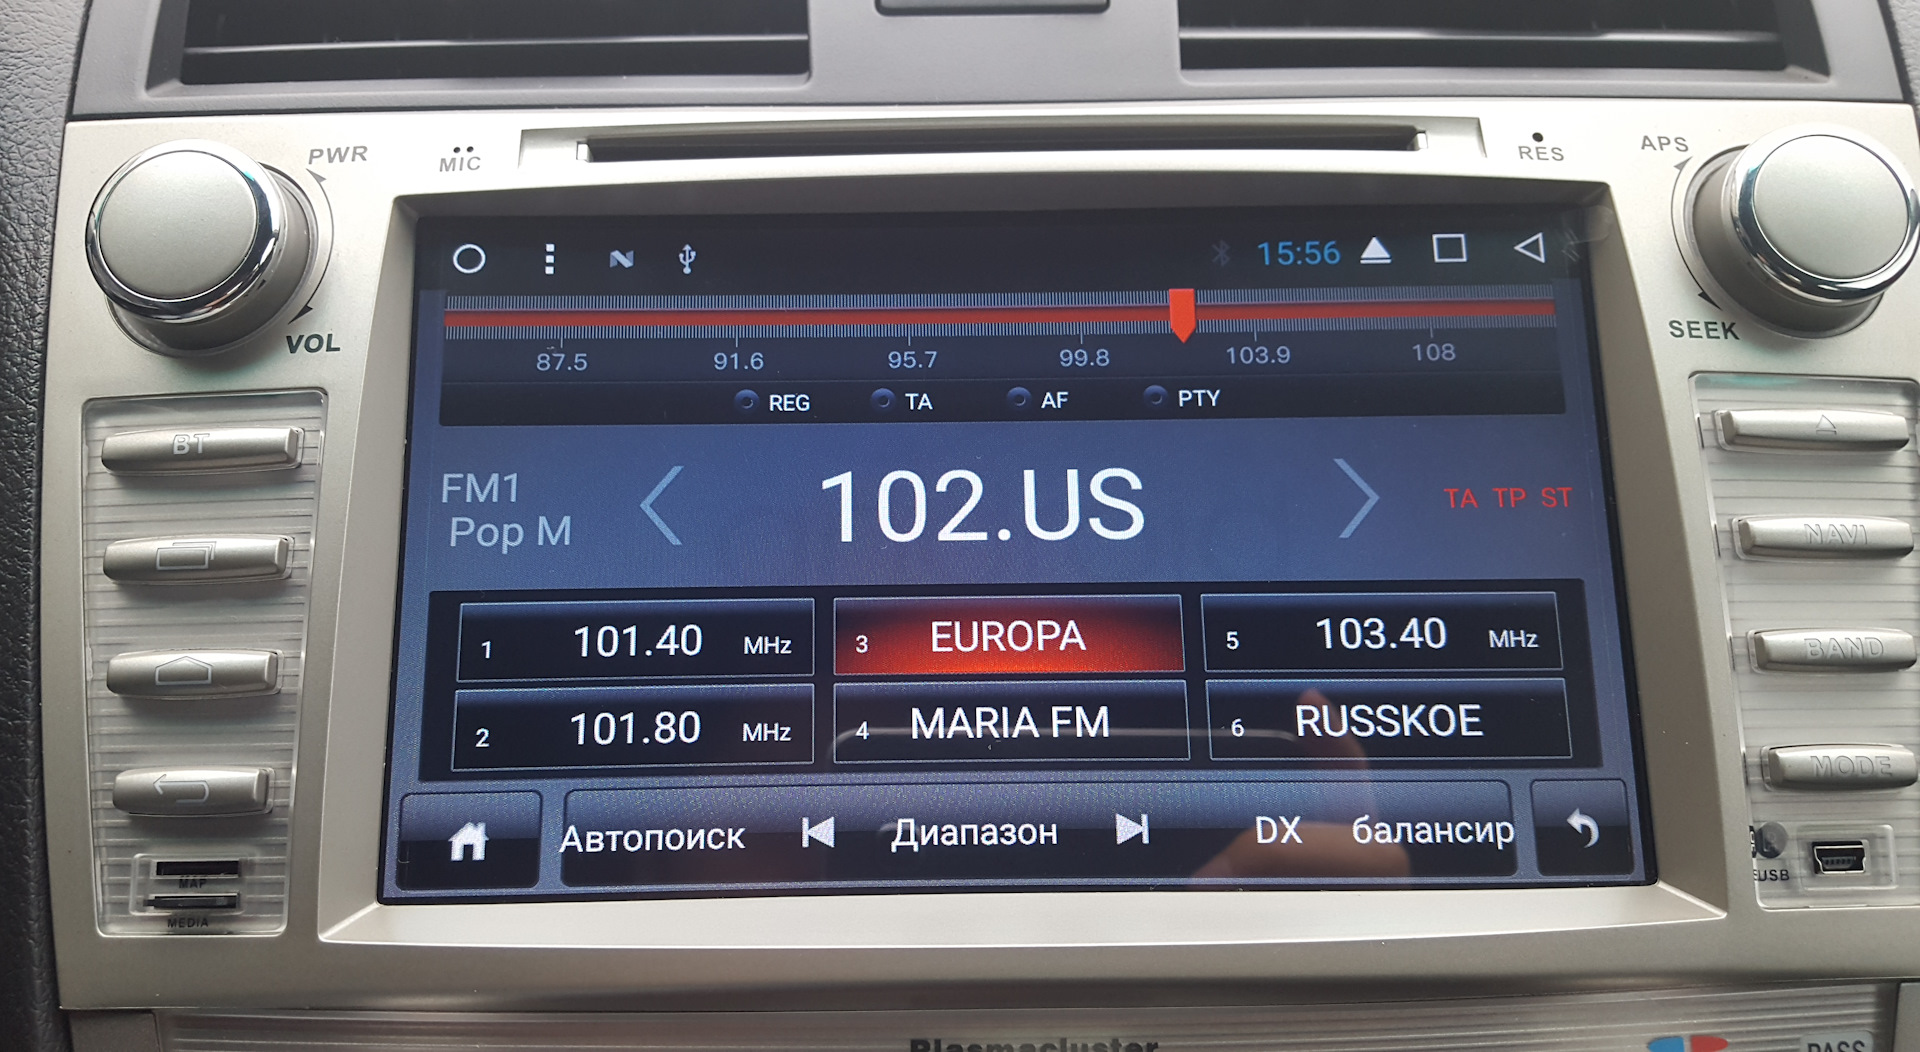 PWR
MIC
RES
APS
VOL
SEEK
15:56
87.5 91.6 95.7 99.8 103.9 108
REG TA AF PTY
FM1
Pop M
102.US
TA TP ST
1 101.40 MHz
3 EUROPA
5 103.40 MHz
2 101.80 MHz
4 MARIA FM
6 RUSSKOE
Автопоиск Диапазон DX балансир
BT
NAVI
BAND
MODE
MAP
MEDIA
USB
Plasmacluster
PASS